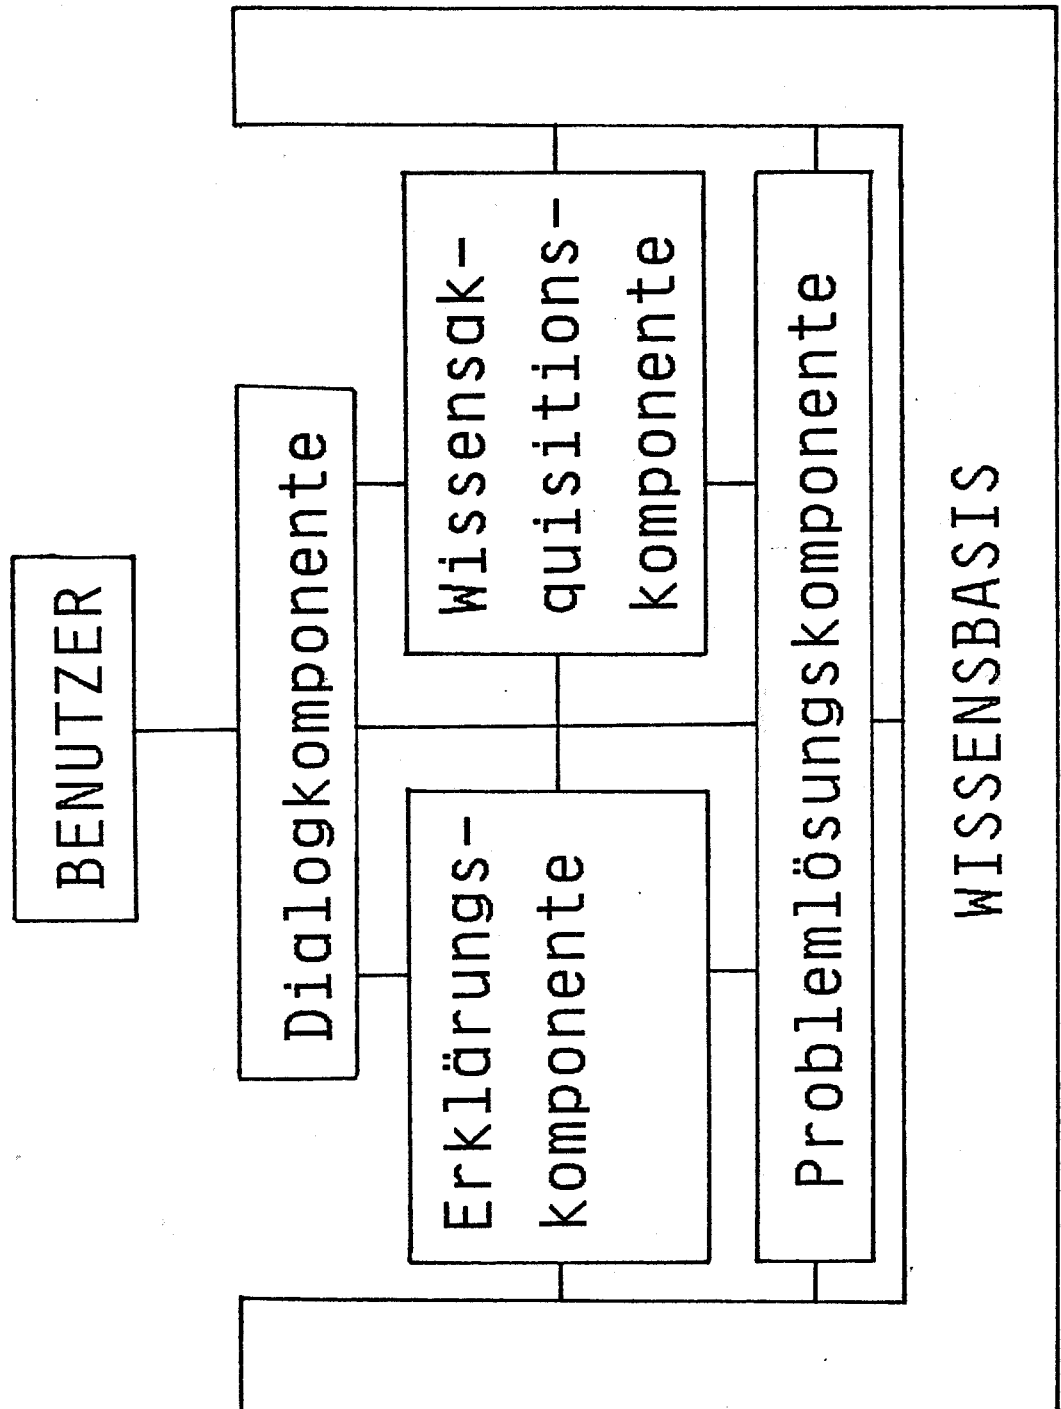 BENUTZER
Dialogkomponente
Erklärungs-
komponente
Wissensak-
quisitions-
komponente
Problemlösungskomponente
WISSENSBASIS